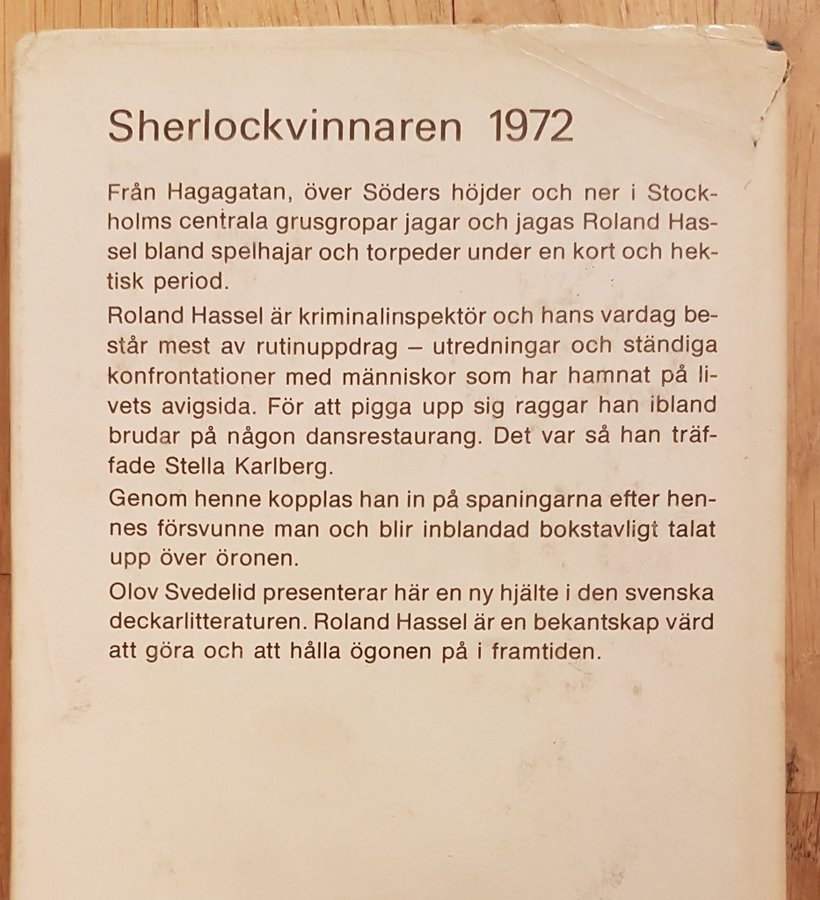 Sherlockvinnaren 1972
Från Hagagatan, över Söders höjder och ner i Stock-
holms centrala grusgropar jagar och jagas Roland Has-
sel bland spelhajar och torpeder under en kort och hek-
tisk period.
Roland Hassel är kriminalinspektör och hans vardag be-
står mest av rutinuppdrag – utredningar och ständiga
konfrontationer med människor som har hamnat på li-
vets avigsida. För att pigga upp sig raggar han ibland
brudar på någon dansrestaurang. Det var så han träf-
fade Stella Karlberg.
Genom henne kopplas han in på spaningarna efter hen-
nes försvunne man och blir inblandad bokstavligt talat
upp över öronen.
Olov Svedelid presenterar här en ny hjälte i den svenska
deckarlitteraturen. Roland Hassel är en bekantskap värd
att göra och att hålla ögonen på i framtiden.